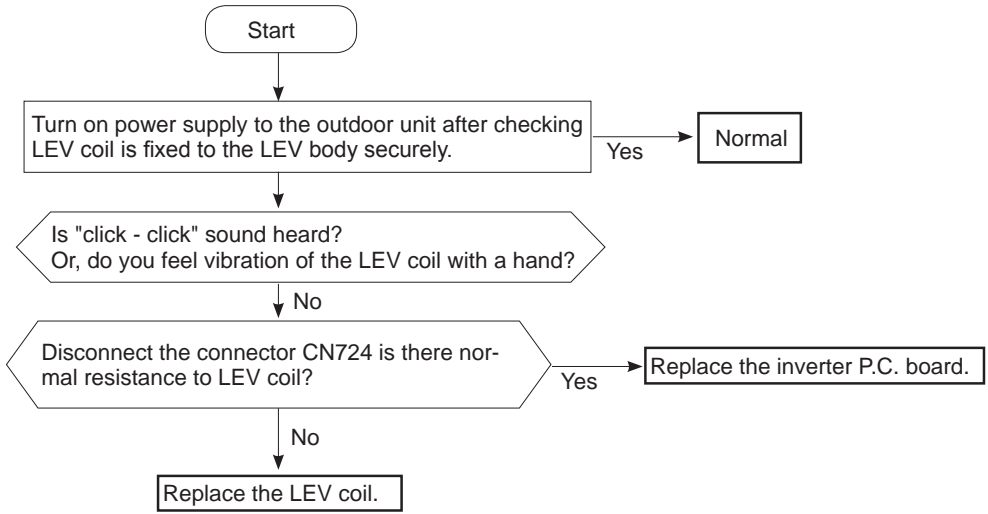 Start
Turn on power supply to the outdoor unit after checking
LEV coil is fixed to the LEV body securely.
Yes
Normal
Is "click - click" sound heard?
Or, do you feel vibration of the LEV coil with a hand?
No
Disconnect the connector CN724 is there nor-
mal resistance to LEV coil?
Yes
Replace the inverter P.C. board.
No
Replace the LEV coil.